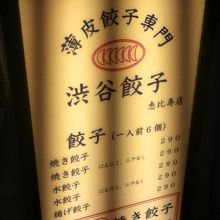 薄皮餃子専門
渋谷餃子
恵比寿店
餃子（一人前６個）
焼き餃子 290
焼き餃子 にんにく、ニラなし 290
水餃子 290
水餃子 にんにく、ニラなし 290
揚げ餃子 290
焼き餃子